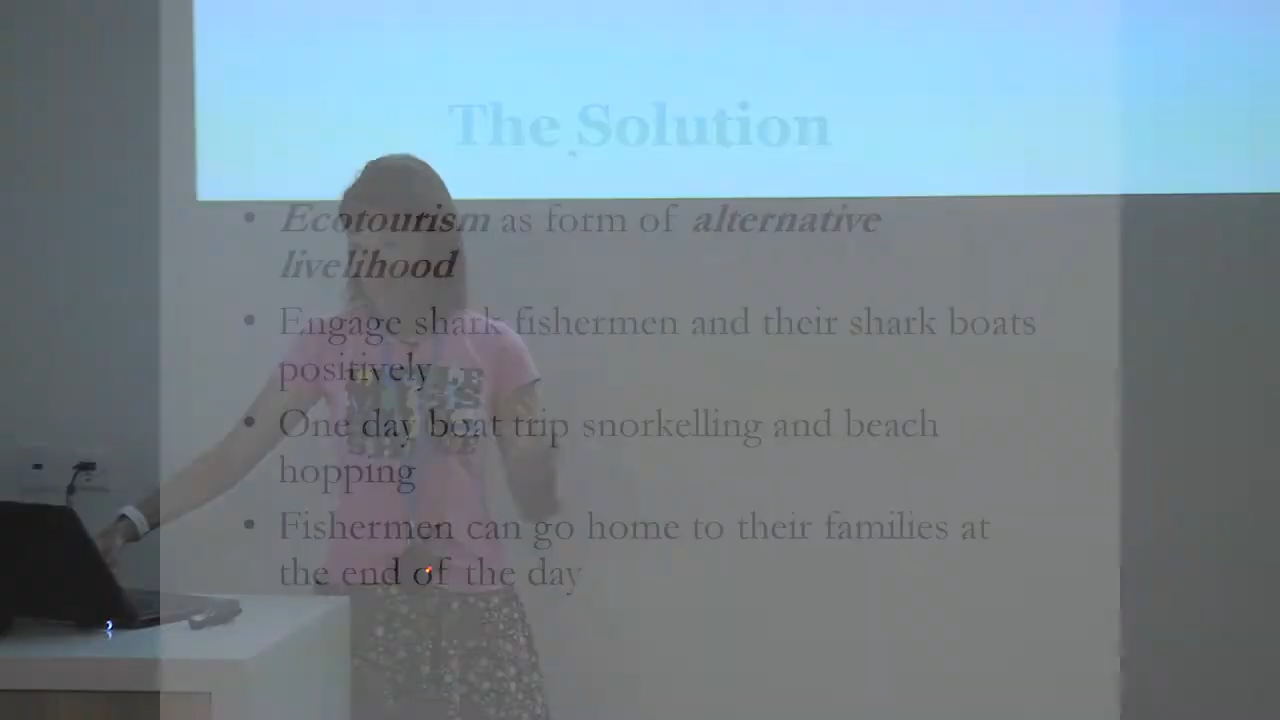 The Solution
• Ecotourism as form of alternative
livelihood
• Engage shark fishermen and their shark boats
positively
• One day boat trip snorkelling and beach
hopping
• Fishermen can go home to their families at
the end of the day